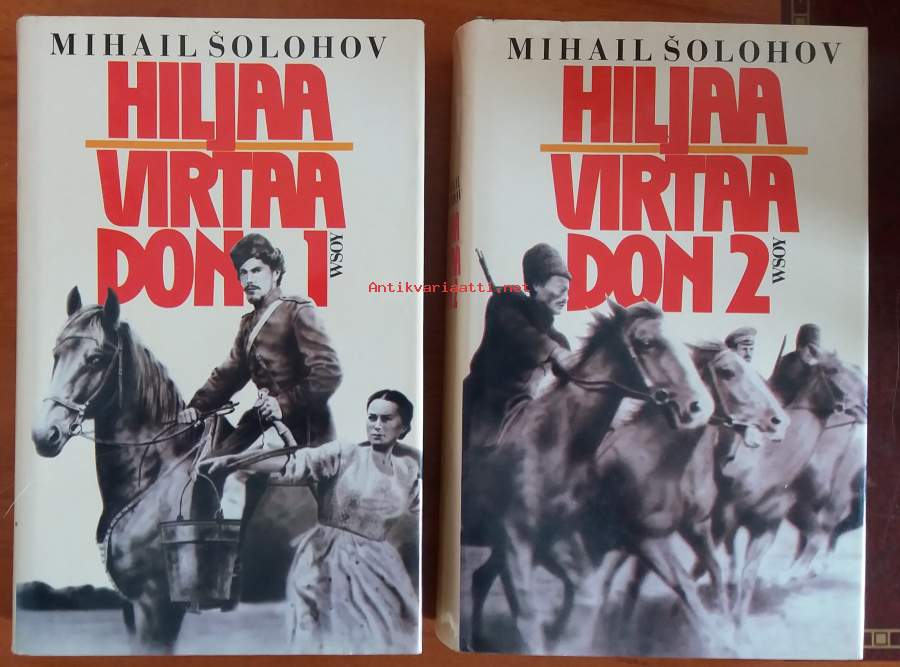 MIHAIL ŠOLOHOV
HILJAA
VIRTAA
DON 1
WSOY
MIHAIL ŠOLOHOV
HILJAA
VIRTAA
DON 2
WSOY
Antikvariaatti.net